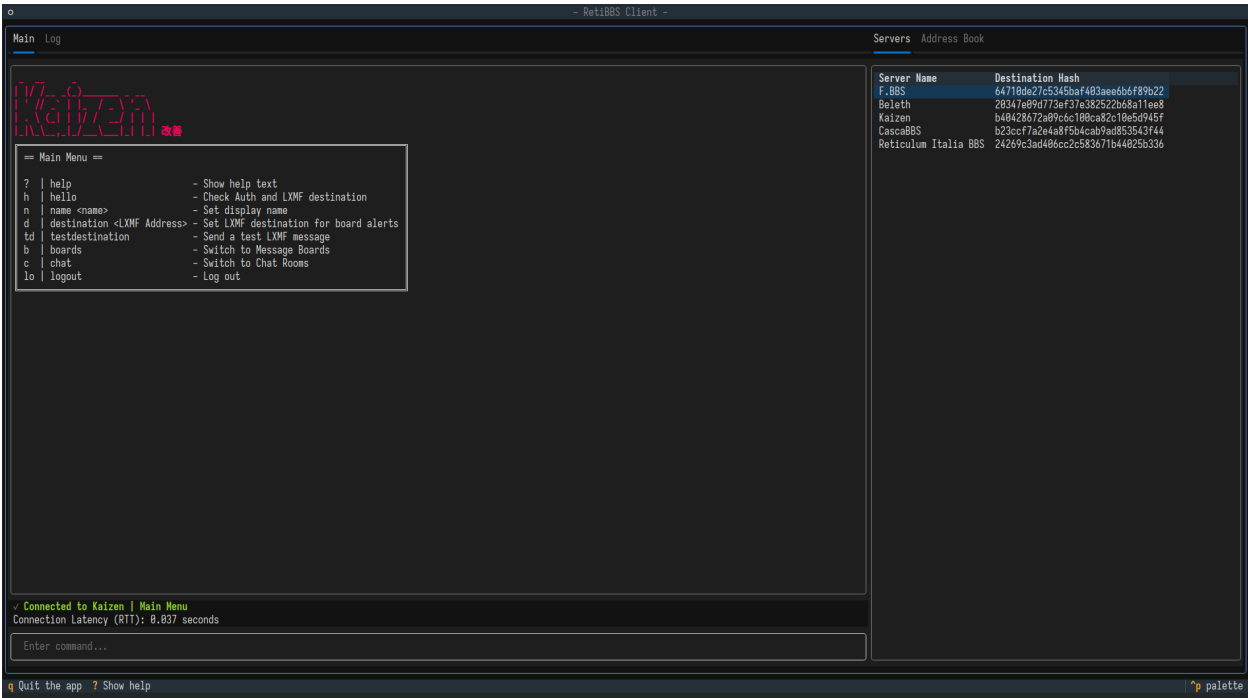 - RetiBBS Client -
Main Log
改善
== Main Menu ==
? | help - Show help text
h | hello - Check Auth and LXMF destination
n | name <name> - Set display name
d | destination <LXMF Address> - Set LXMF destination for board alerts
td | testdestination - Send a test LXMF message
b | boards - Switch to Message Boards
c | chat - Switch to Chat Rooms
lo | logout - Log out
✓ Connected to Kaizen | Main Menu
Connection Latency (RTT): 0.037 seconds
Enter command...
Servers Address Book
Server Name Destination Hash
F.BBS 64710de27c5345baf403aee6b6f89b22
Beleth 20347e09d773ef37e382522b68a11ee8
Kaizen b40428672a09c6c100ca82c10e5d945f
CascaBBS b23ccf7a2e4a8f5b4cab9ad853543f44
Reticulum Italia BBS 24269c3ad406cc2c583671b44025b336
q Quit the app ? Show help
^p palette